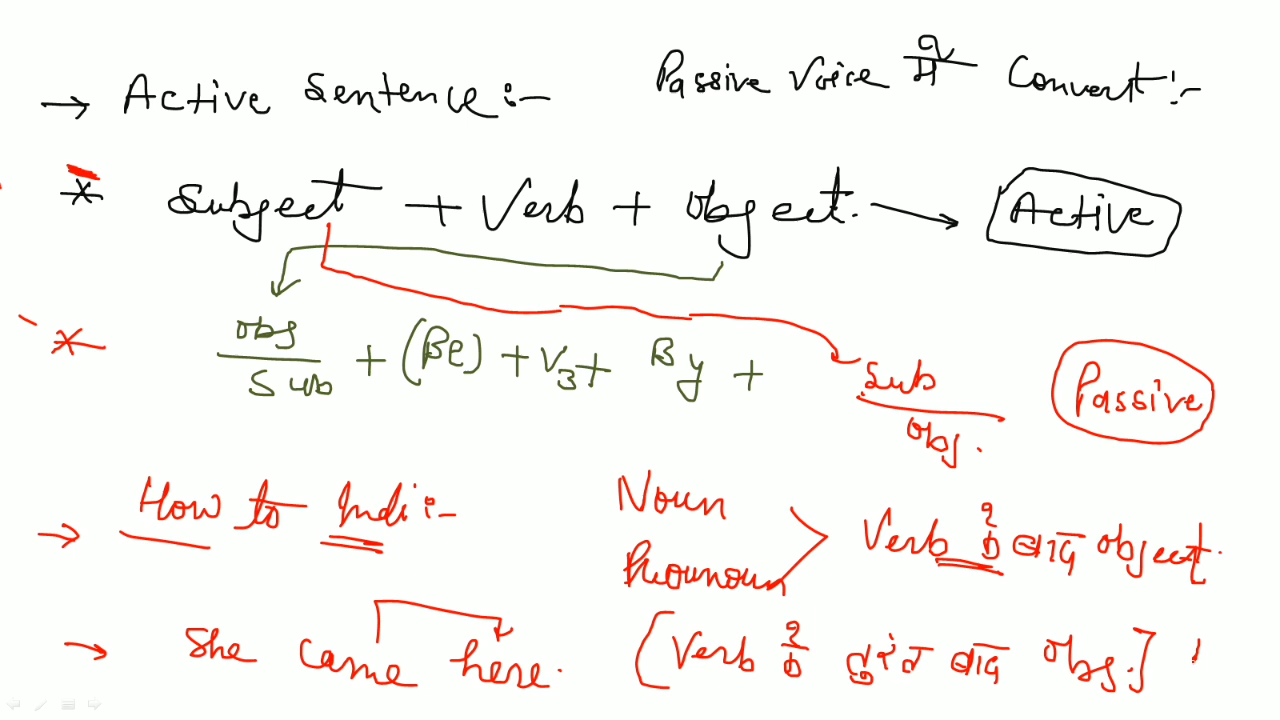 → Active Sentence:- Passive Voice में Convert:-
* Subject + Verb + Object. → Active
* obj/Sub + (Be) + V3 + By + Sub/Obj. Passive
→ How to Indi:- Noun Pronoun > Verb के बाद object.
→ She came here. [Verb के तुरंत बाद obj.]